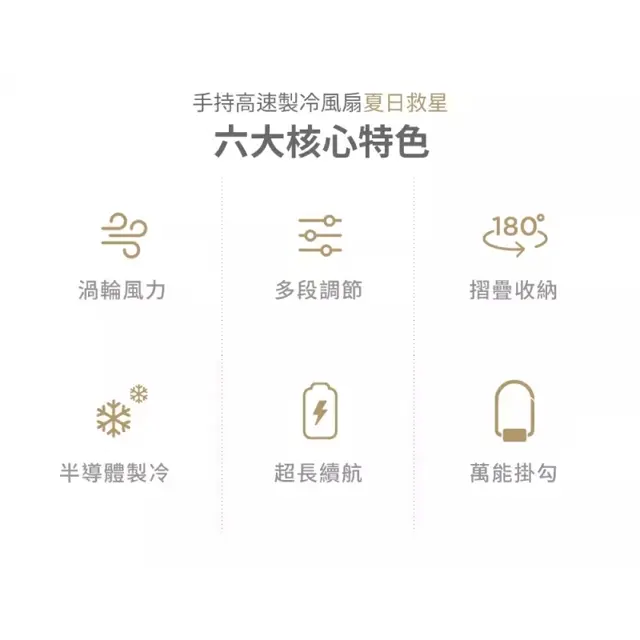 手持高速製冷風扇夏日救星
六大核心特色
180°
渦輪風力
多段調節
摺疊收納
半導體製冷
超長續航
萬能掛勾